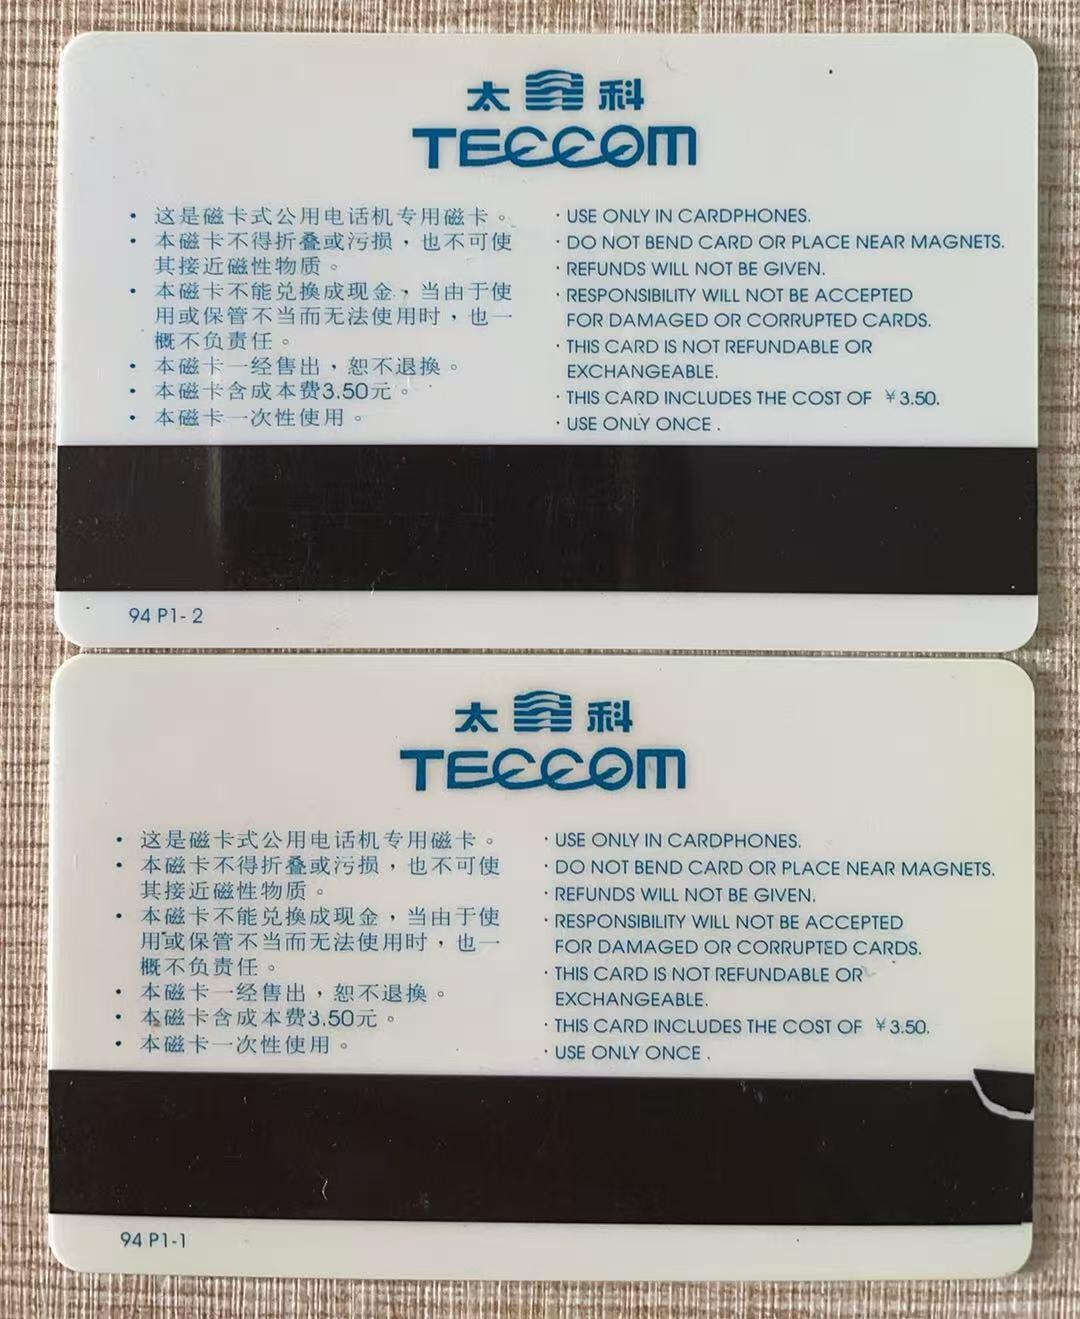 太鑫科
TECCOM
• 这是磁卡式公用电话机专用磁卡。
• 本磁卡不得折叠或污损，也不可使
其接近磁性物质。
• 本磁卡不能兑换成现金，当由于使
用或保管不当而无法使用时，也一
概不负责任。
• 本磁卡一经售出，恕不退换。
• 本磁卡含成本费3.50元。
• 本磁卡一次性使用。
· USE ONLY IN CARDPHONES.
· DO NOT BEND CARD OR PLACE NEAR MAGNETS.
· REFUNDS WILL NOT BE GIVEN.
· RESPONSIBILITY WILL NOT BE ACCEPTED
FOR DAMAGED OR CORRUPTED CARDS.
· THIS CARD IS NOT REFUNDABLE OR
EXCHANGEABLE.
· THIS CARD INCLUDES THE COST OF ¥3.50.
· USE ONLY ONCE .
94 P1- 2
太鑫科
TECCOM
• 这是磁卡式公用电话机专用磁卡。
• 本磁卡不得折叠或污损，也不可使
其接近磁性物质。
• 本磁卡不能兑换成现金，当由于使
用或保管不当而无法使用时，也一
概不负责任。
• 本磁卡一经售出，恕不退换。
• 本磁卡含成本费3.50元。
• 本磁卡一次性使用。
· USE ONLY IN CARDPHONES.
· DO NOT BEND CARD OR PLACE NEAR MAGNETS.
· REFUNDS WILL NOT BE GIVEN.
· RESPONSIBILITY WILL NOT BE ACCEPTED
FOR DAMAGED OR CORRUPTED CARDS.
· THIS CARD IS NOT REFUNDABLE OR
EXCHANGEABLE.
· THIS CARD INCLUDES THE COST OF ¥3.50.
· USE ONLY ONCE .
94 P1-1